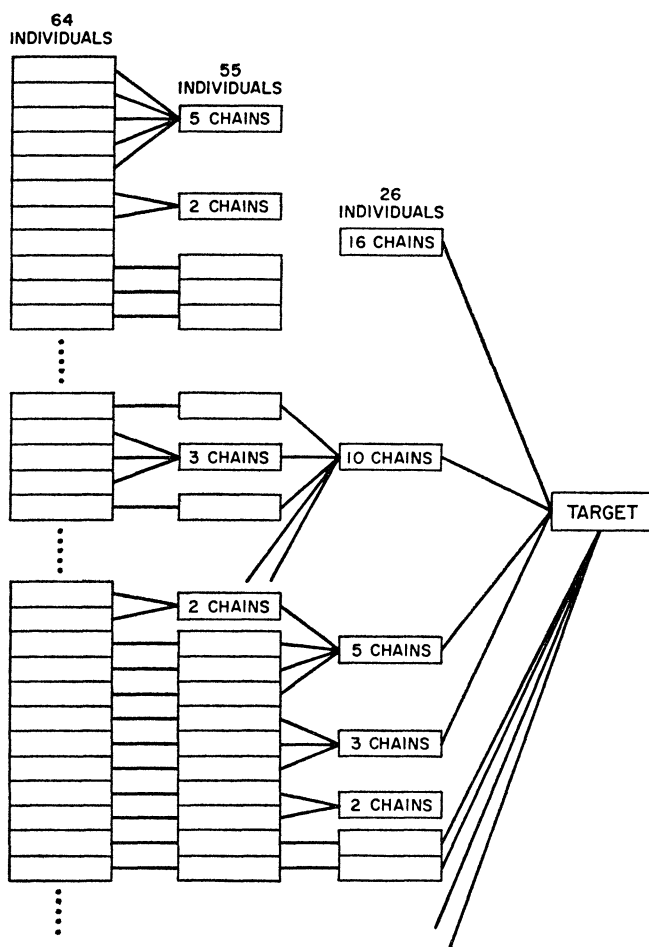 64
INDIVIDUALS
55
INDIVIDUALS
5 CHAINS
2 CHAINS
26
INDIVIDUALS
16 CHAINS
3 CHAINS
10 CHAINS
TARGET
2 CHAINS
5 CHAINS
3 CHAINS
2 CHAINS